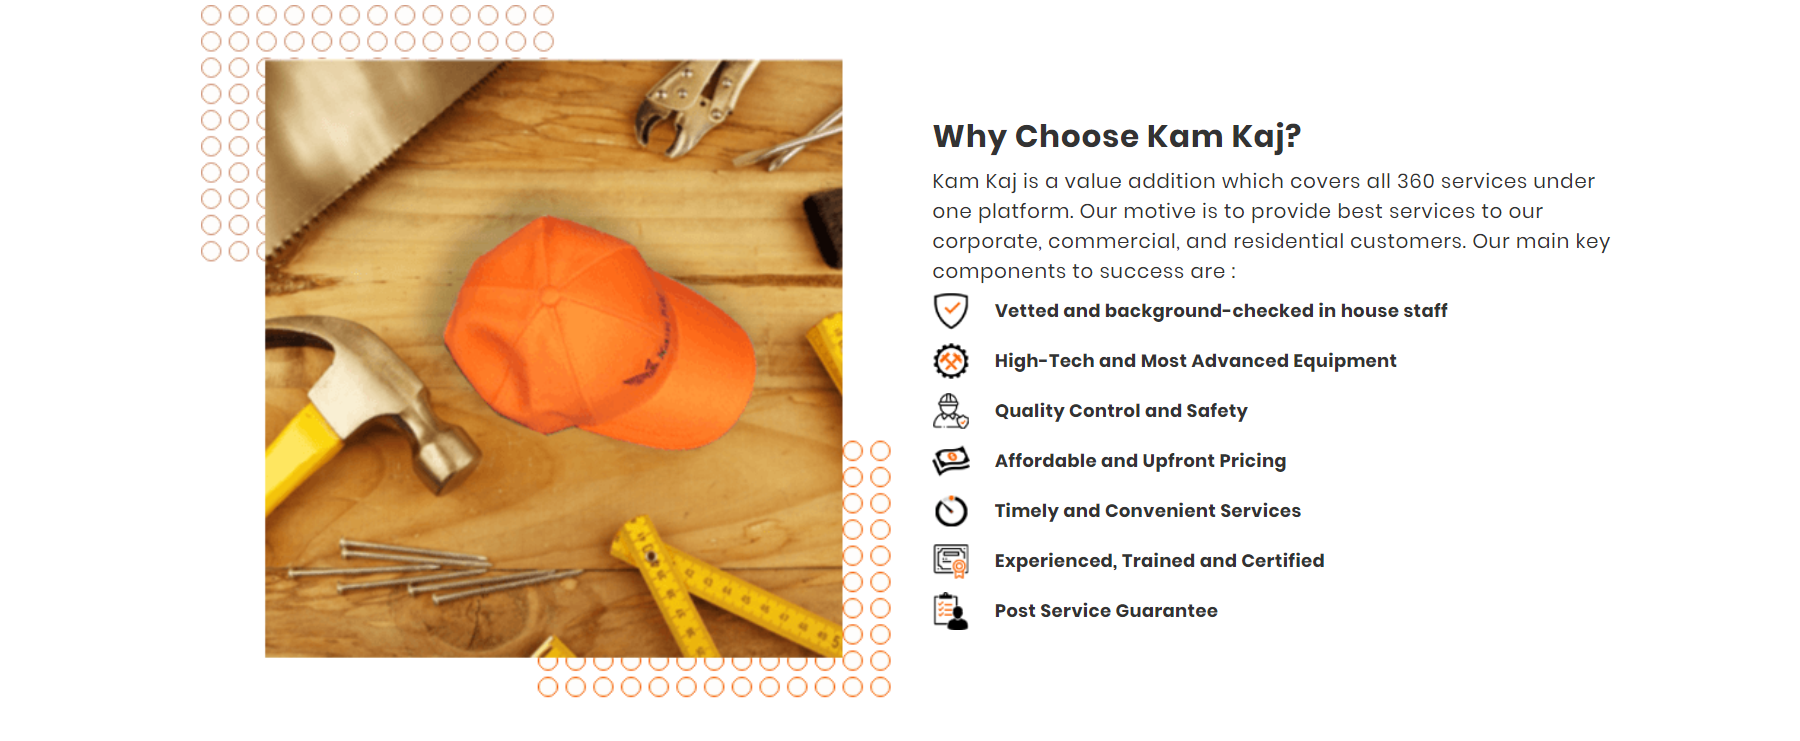 Why Choose Kam Kaj?
Kam Kaj is a value addition which covers all 360 services under
one platform. Our motive is to provide best services to our
corporate, commercial, and residential customers. Our main key
components to success are :
Vetted and background-checked in house staff
High-Tech and Most Advanced Equipment
Quality Control and Safety
Affordable and Upfront Pricing
Timely and Convenient Services
Experienced, Trained and Certified
Post Service Guarantee